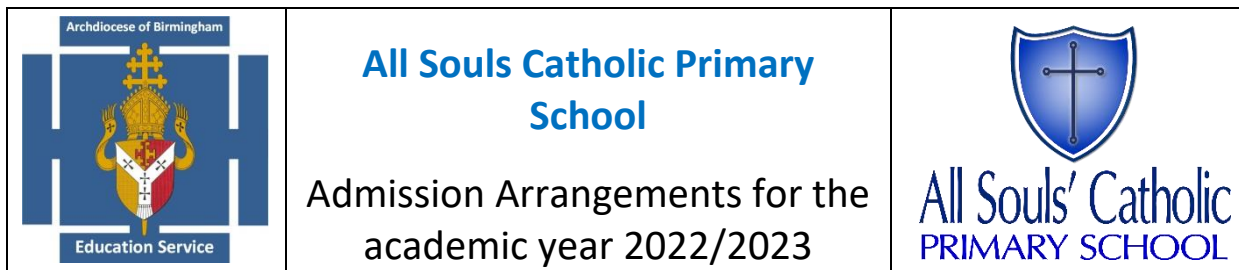 Archdiocese of Birmingham
Education Service
All Souls Catholic Primary
School
Admission Arrangements for the
academic year 2022/2023
All Souls' Catholic
PRIMARY SCHOOL